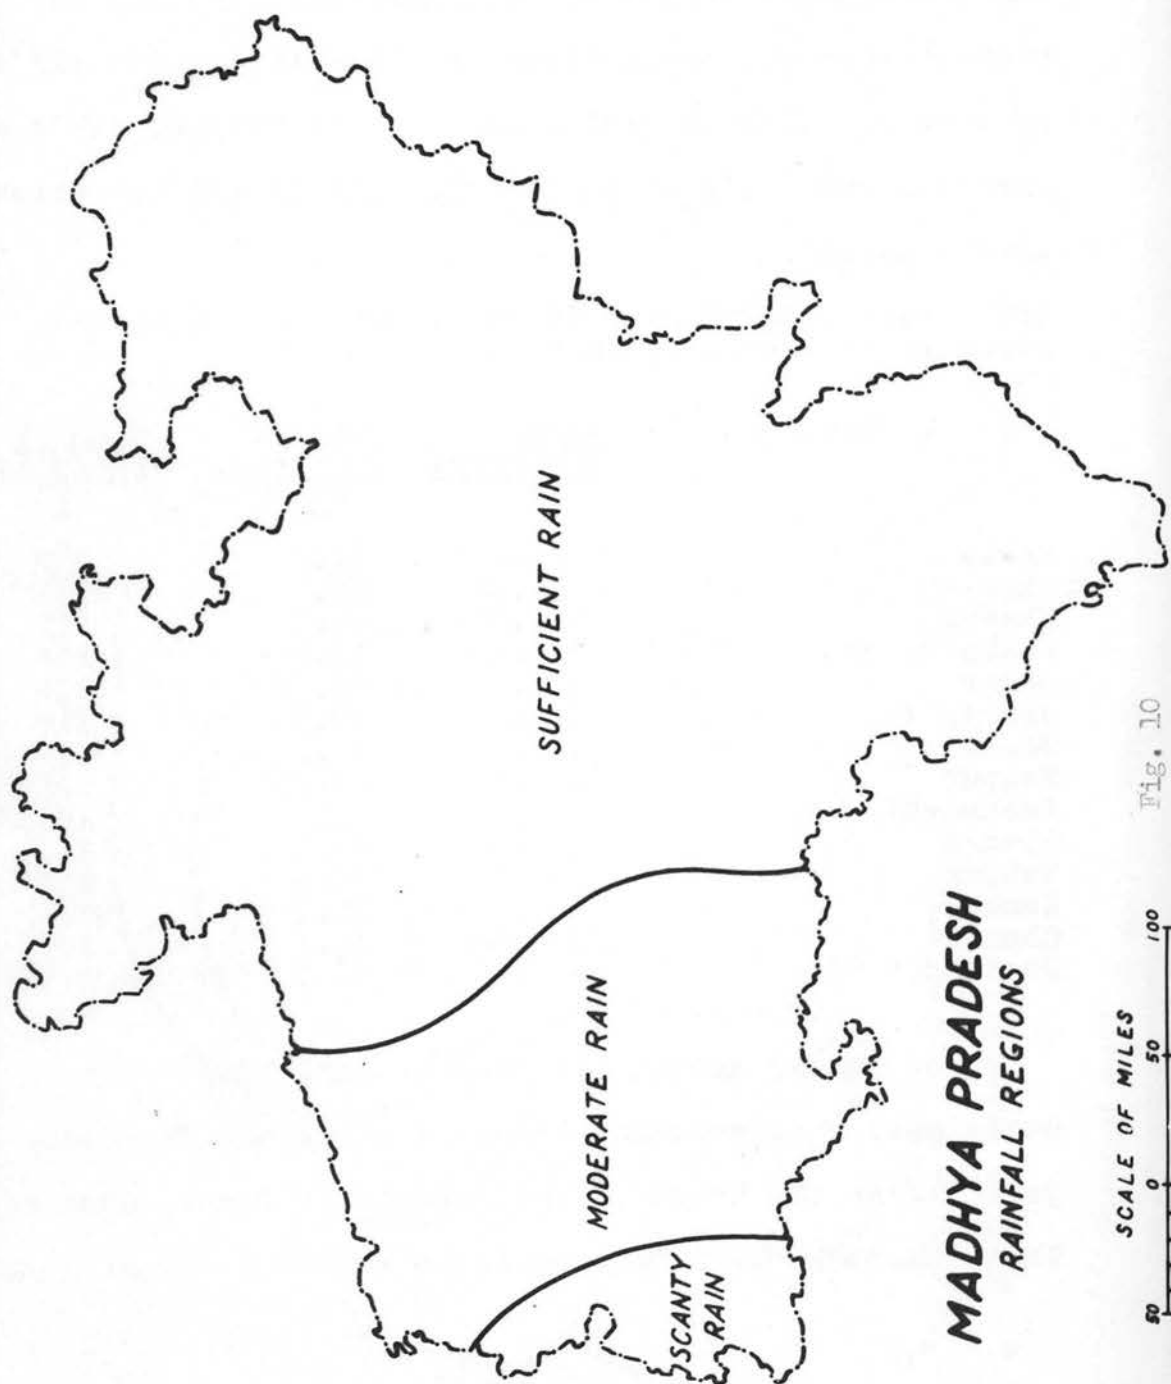 SUFFICIENT RAIN
MODERATE RAIN
SCANTY
RAIN
MADHYA PRADESH
RAINFALL REGIONS
SCALE OF MILES
50 0 50 100
Fig. 10